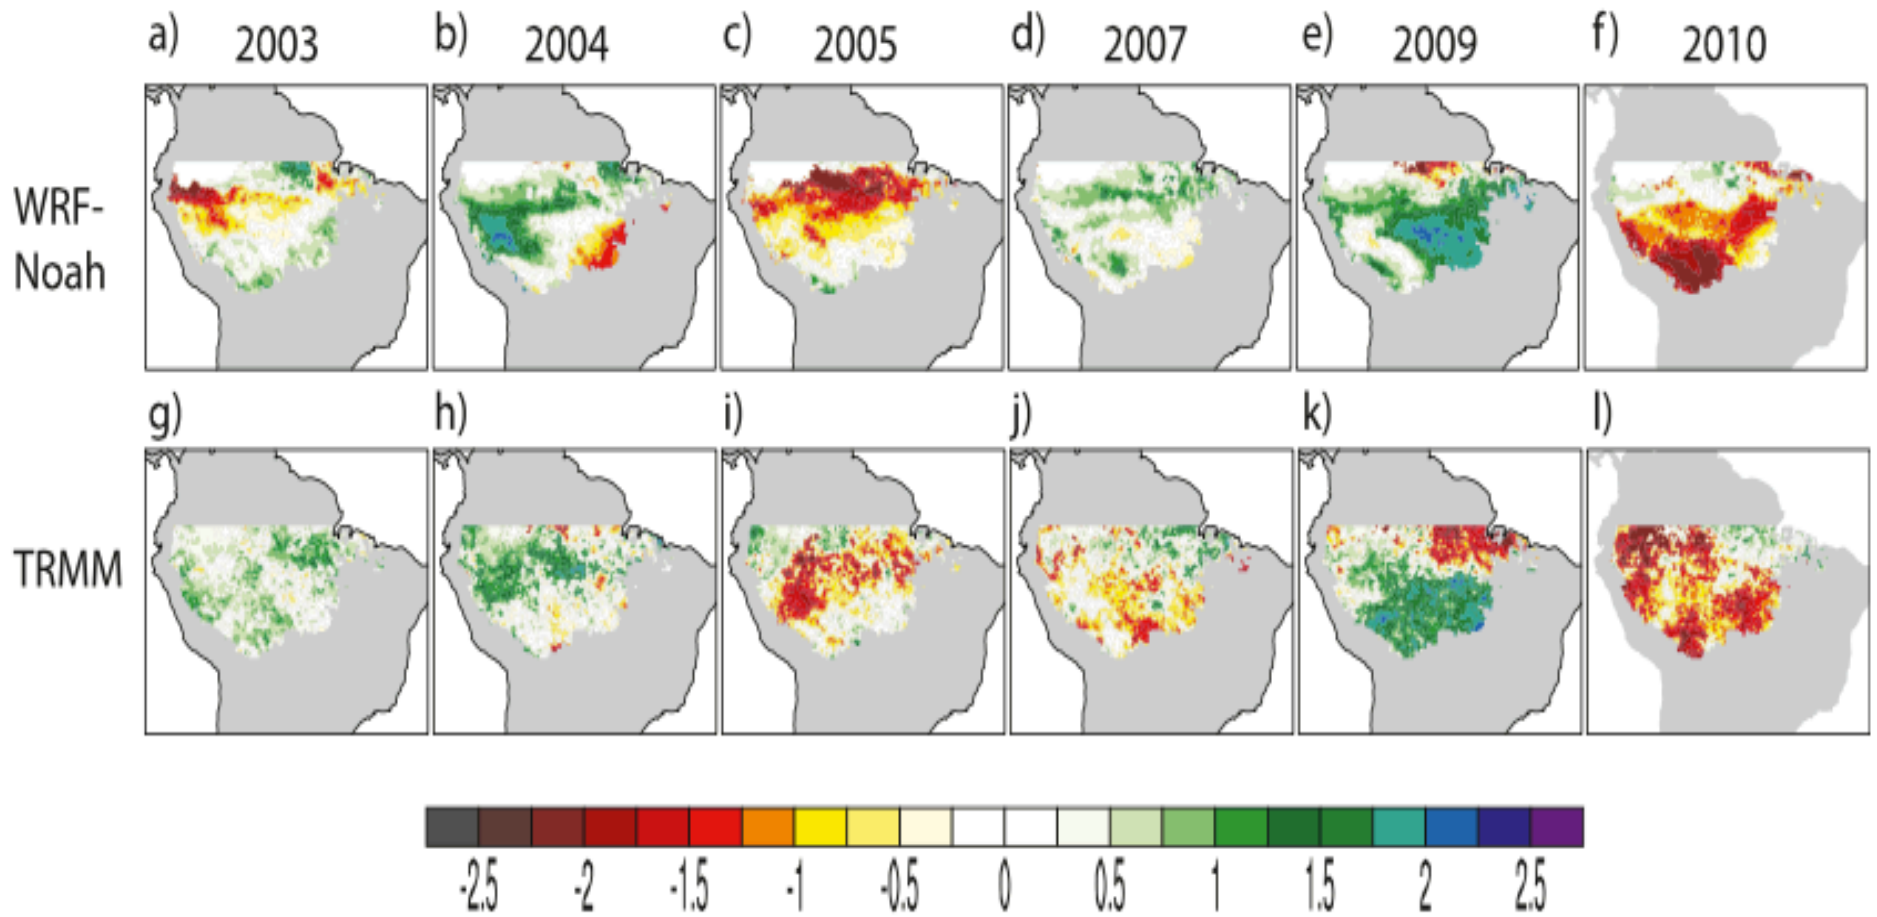 a) 2003 b) 2004 c) 2005 d) 2007 e) 2009 f) 2010
WRF-
Noah
g) h) i) j) k) l)
TRMM
-2.5 -2 -1.5 -1 -0.5 0 0.5 1 1.5 2 2.5